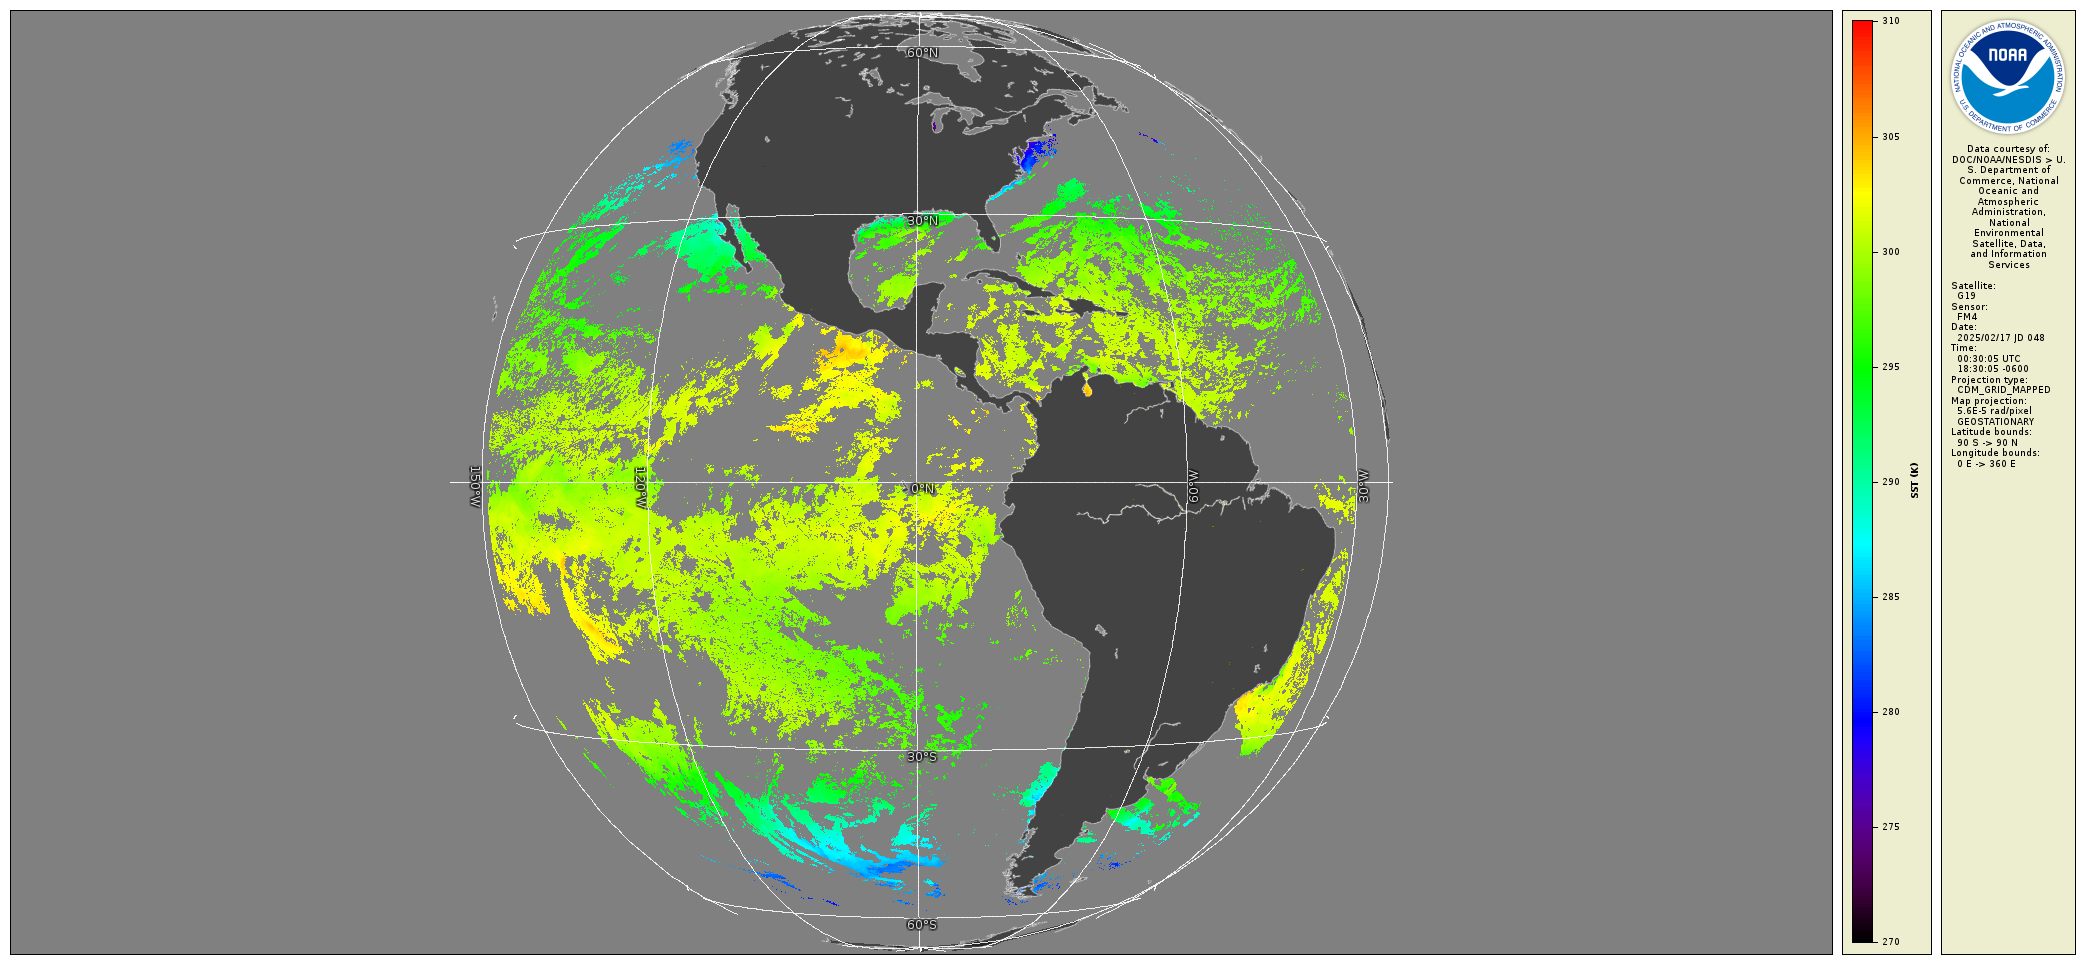 60°N
30°N
150°W
120°W
0°N
60°W
30°W
30°S
60°S
310
305
300
295
290
285
280
275
270
SST (K)
NATIONAL OCEANIC AND ATMOSPHERIC ADMINISTRATION
NOAA
U.S. DEPARTMENT OF COMMERCE
Data courtesy of:
DOC/NOAA/NESDIS > U.
S. Department of
Commerce, National
Oceanic and
Atmospheric
Administration,
National
Environmental
Satellite, Data,
and Information
Services
Satellite:
G19
Sensor:
FM4
Date:
2025/02/17 JD 048
Time:
00:30:05 UTC
18:30:05 -0600
Projection type:
CDM_GRID_MAPPED
Map projection:
5.6E-5 rad/pixel
GEOSTATIONARY
Latitude bounds:
90 S -> 90 N
Longitude bounds:
0 E -> 360 E